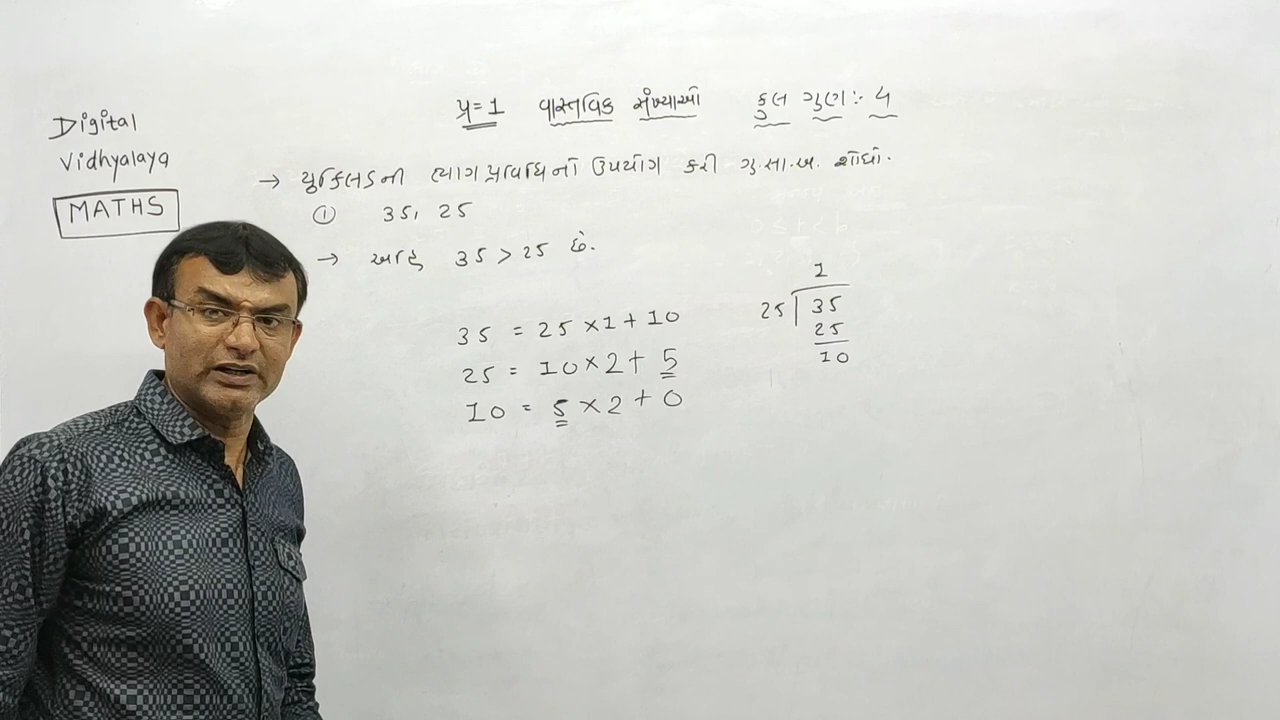 Digital
Vidhyalaya
MATHS
પ્ર=1 વાસ્તવિક સંખ્યાઓ કુલ ગુણઃ- ૫
→ યુક્લિડની ભાગપ્રવિધિનો ઉપયોગ કરી ગુ.સા.અ. શોધો.
① 35, 25
→ અહિં 35 > 25 છે.
35 = 25 × 1 + 10
25 = 10 × 2 + 5
10 = 5 × 2 + 0
1
25 | 35
25
10